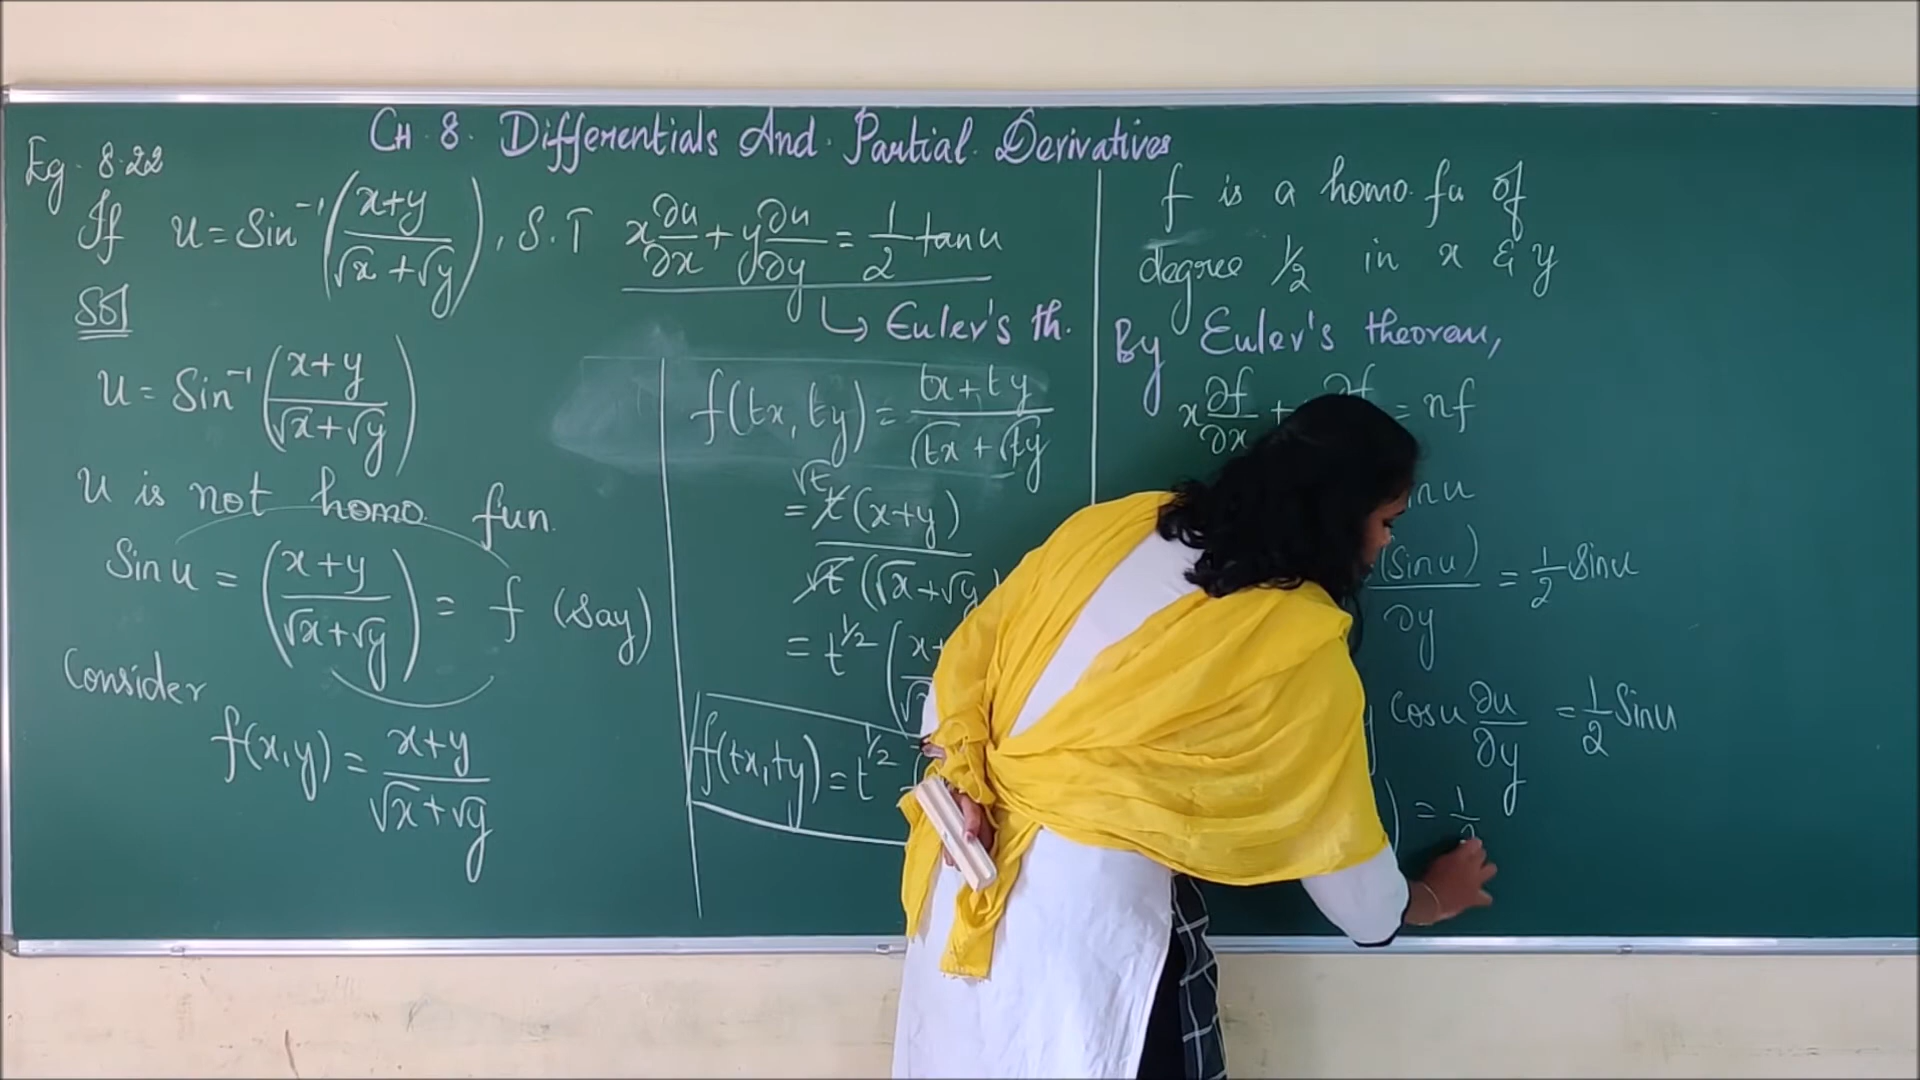 CH. 8. Differentials And Partial Derivatives
Eg. 8.22
If u = Sin⁻¹((x+y)/(√x+√y)), S.T x ∂u/∂x + y ∂u/∂y = 1/2 tan u
↳ Euler's th.
Sol
u = Sin⁻¹((x+y)/(√x+√y))
u is not homo. fun.
Sin u = ((x+y)/(√x+√y)) = f (say)
Consider
f(x,y) = (x+y)/(√x+√y)
f(tx,ty) = (tx+ty)/(√tx+√ty)
√t
= t(x+y)/√t(√x+√y
= t^1/2 (x+
f(tx,ty) = t^1/2
f is a homo. fu of
degree 1/2 in x & y
By Euler's theorem,
x ∂f/∂x + ∂f = nf
in u
(Sin u)/∂y = 1/2 Sin u
y Cos u ∂u/∂y = 1/2 Sin u
) = 1/2